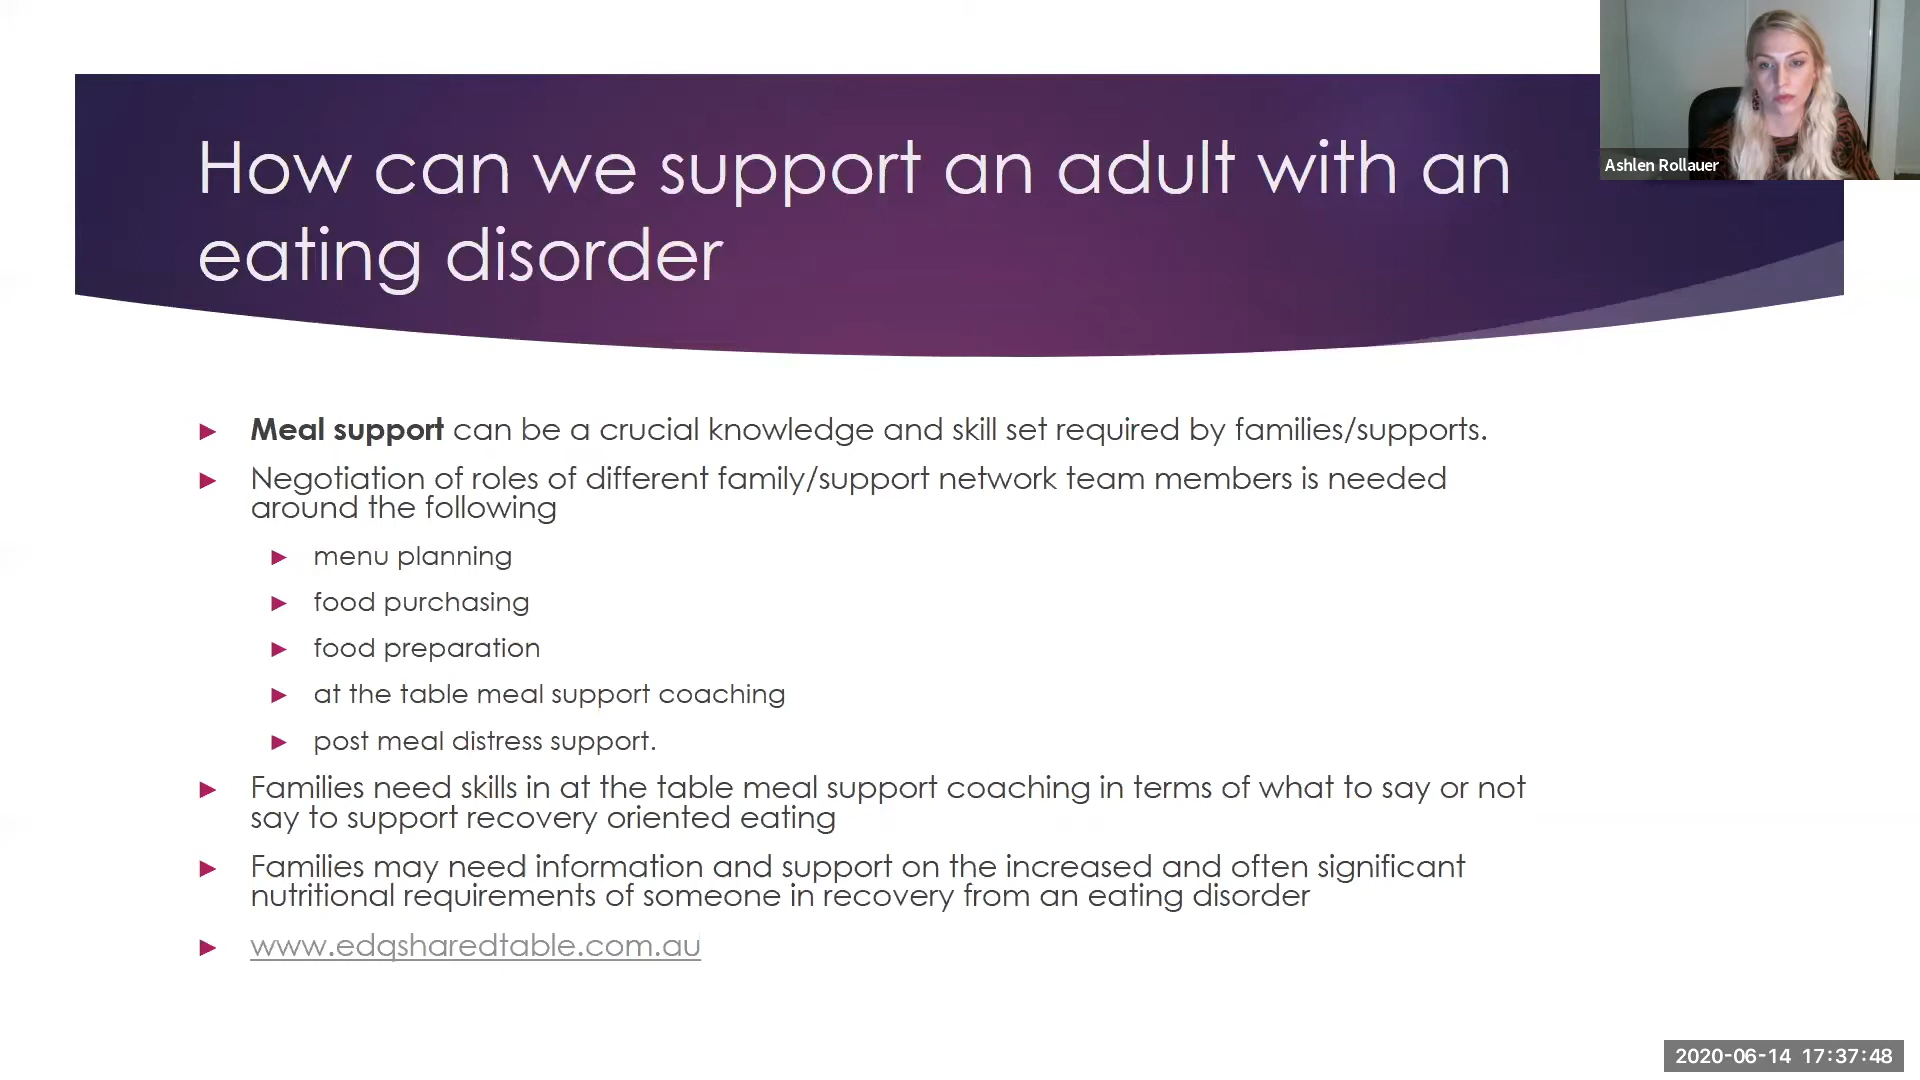 How can we support an adult with an
eating disorder
Ashlen Rollauer
Meal support can be a crucial knowledge and skill set required by families/supports.
Negotiation of roles of different family/support network team members is needed
around the following
menu planning
food purchasing
food preparation
at the table meal support coaching
post meal distress support.
Families need skills in at the table meal support coaching in terms of what to say or not
say to support recovery oriented eating
Families may need information and support on the increased and often significant
nutritional requirements of someone in recovery from an eating disorder
www.edqsharedtable.com.au
2020-06-14 17:37:48